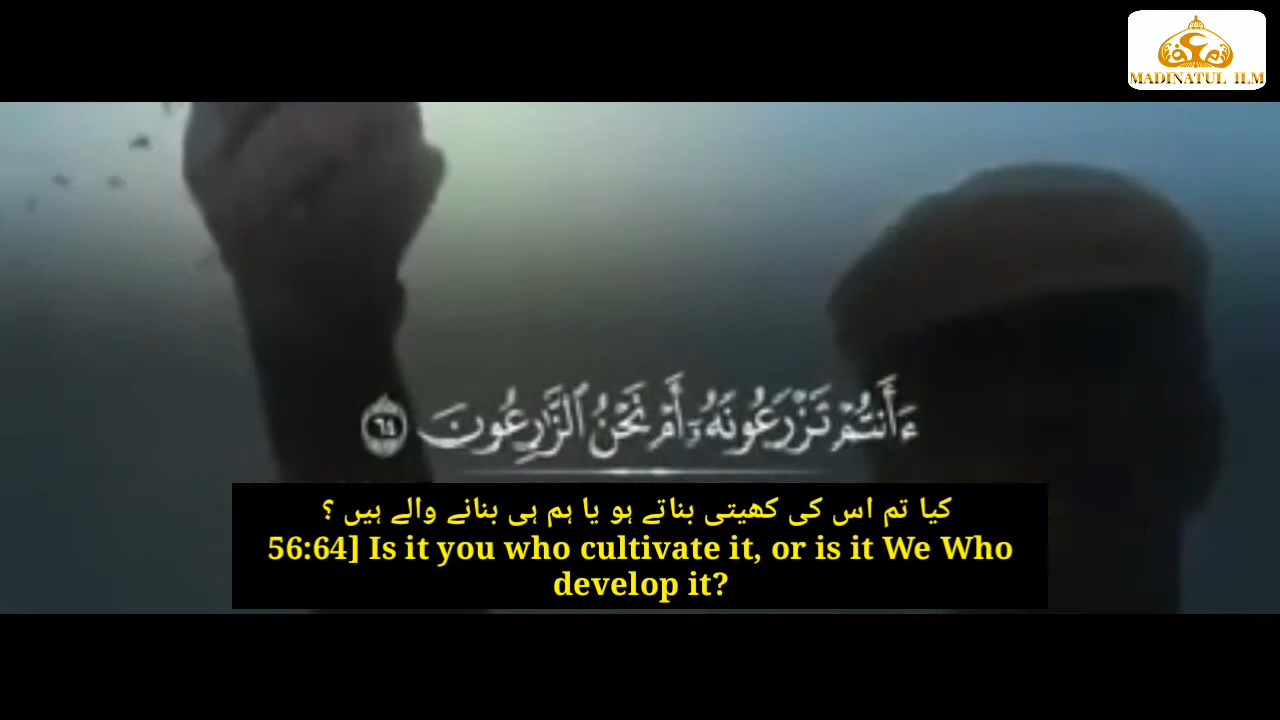 MADINATUL ILM
ءَأَنتُمْ تَزْرَعُونَهُۥٓ أَمْ نَحْنُ ٱلزَّٰرِعُونَ ٦٤
کیا تم اس کی کھیتی بناتے ہو یا ہم ہی بنانے والے ہیں ؟
56:64] Is it you who cultivate it, or is it We Who
develop it?